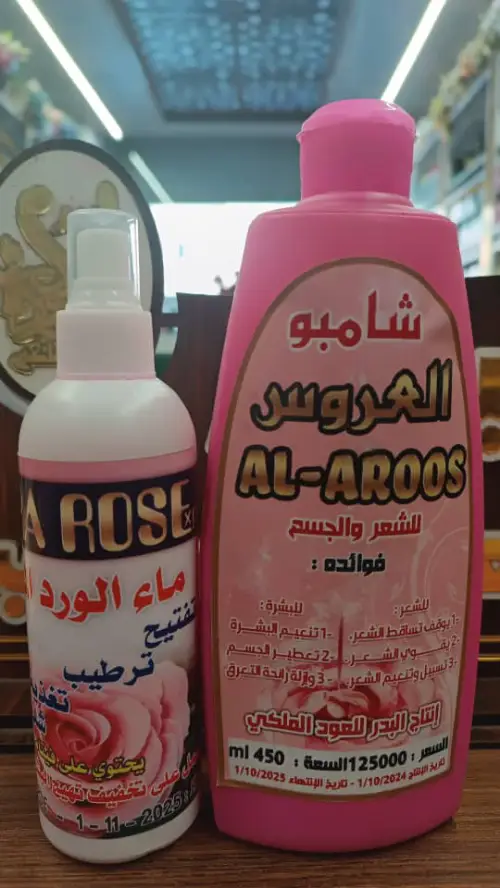 A ROSE
ماء الورد
تفتيح
ترطيب
يحتوي على
على تخفيف
1 - 11 - 2025
شامبو
العروس
AL-AROOS
للشعر والجسم
فوائده :
للشعر : للبشرة :
1- يوقف تساقط الشعر. 1- تنعيم البشرة
2- يقوي الشعر. 2- تعطير الجسم
3- تسبيل وتنعيم الشعر. 3- وإزالة رائحة التعرق
إنتاج البدر للعود الملكي
السعر : 125000 السعة : 450 ml
تاريخ الإنتاج 1/10/2024 - تاريخ الإنتهاء 1/10/2025